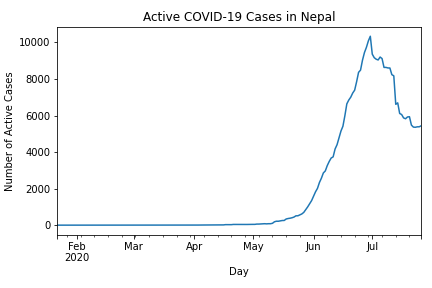 Active COVID-19 Cases in Nepal
Number of Active Cases
10000
8000
6000
4000
2000
0
Feb Mar Apr May Jun Jul
2020
Day